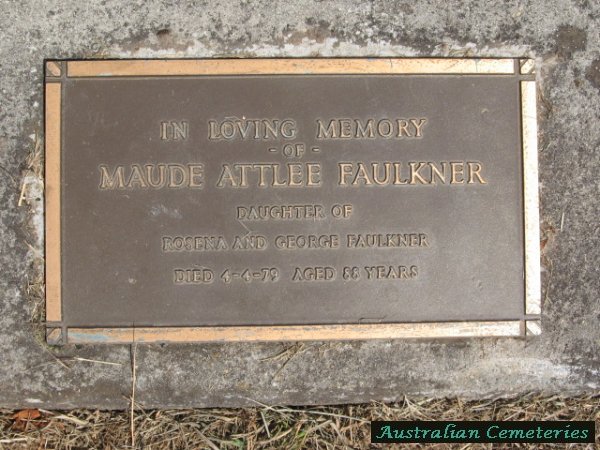 IN LOVING MEMORY
- OF -
MAUDE ATTLEE FAULKNER
DAUGHTER OF
ROSENA AND GEORGE FAULKNER
DIED 4-4-79 AGED 88 YEARS
Australian Cemeteries